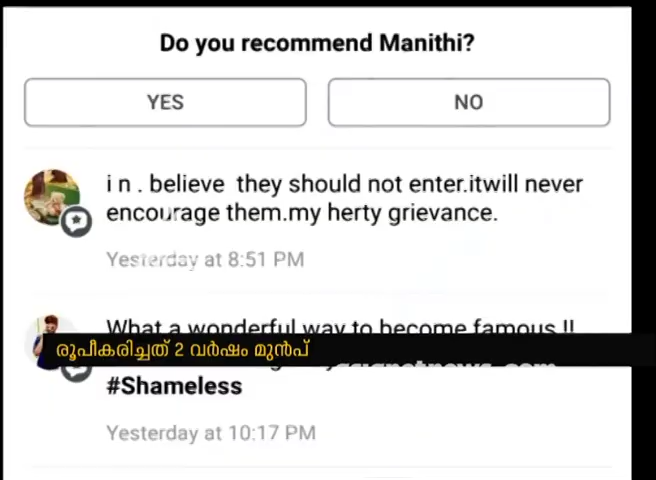 Do you recommend Manithi?
YES
NO
i n . believe they should not enter.itwill never
encourage them.my herty grievance.
Yesterday at 8:51 PM
What a wonderful way to become famous !!
രൂപീകരിച്ചത് 2 വർഷം മുൻപ്
#Shameless
Yesterday at 10:17 PM